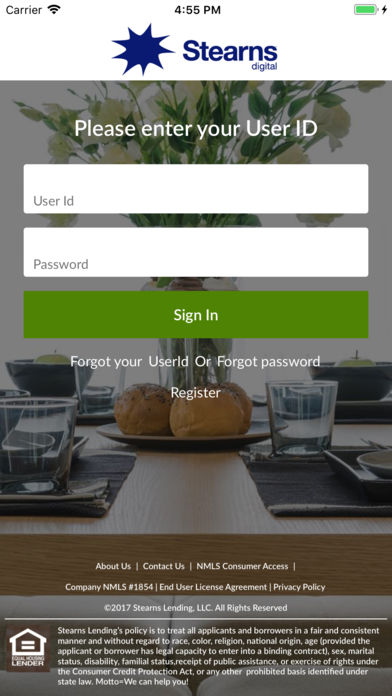 Carrier 4:55 PM
Stearns
digital
Please enter your User ID
User Id
Password
Sign In
Forgot your UserId Or Forgot password
Register
About Us | Contact Us | NMLS Consumer Access |
Company NMLS #1854 | End User License Agreement | Privacy Policy
©2017 Stearns Lending, LLC. All Rights Reserved
EQUAL HOUSING
LENDER
Stearns Lending's policy is to treat all applicants and borrowers in a fair and consistent
manner and without regard to race, color, religion, national origin, age (provided the
applicant or borrower has legal capacity to enter into a binding contract), sex, marital
status, disability, familial status,receipt of public assistance, or exercise of rights under
the Consumer Credit Protection Act, or any other prohibited basis identified under
state law. Motto=We can help you!